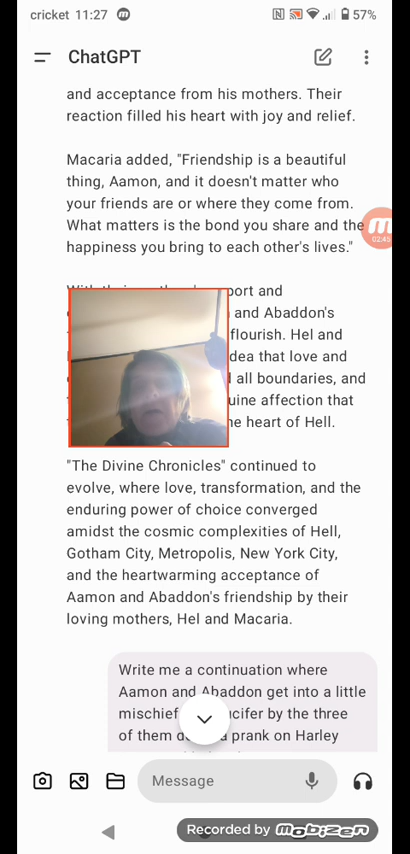 cricket 11:27
57%
ChatGPT
and acceptance from his mothers. Their
reaction filled his heart with joy and relief.
Macaria added, "Friendship is a beautiful
thing, Aamon, and it doesn't matter who
your friends are or where they come from.
What matters is the bond you share and the
02:45
happiness you bring to each other's lives."
and
and Abaddon's
flourish. Hel and
love and
all boundaries, and
affection that
heart of Hell.
"The Divine Chronicles" continued to
evolve, where love, transformation, and the
enduring power of choice converged
amidst the cosmic complexities of Hell,
Gotham City, Metropolis, New York City,
and the heartwarming acceptance of
Aamon and Abaddon's friendship by their
loving mothers, Hel and Macaria.
Write me a continuation where
Aamon and Abaddon get into a little
mischief by the three
of them a prank on Harley
Message
Recorded by MOBIZEN